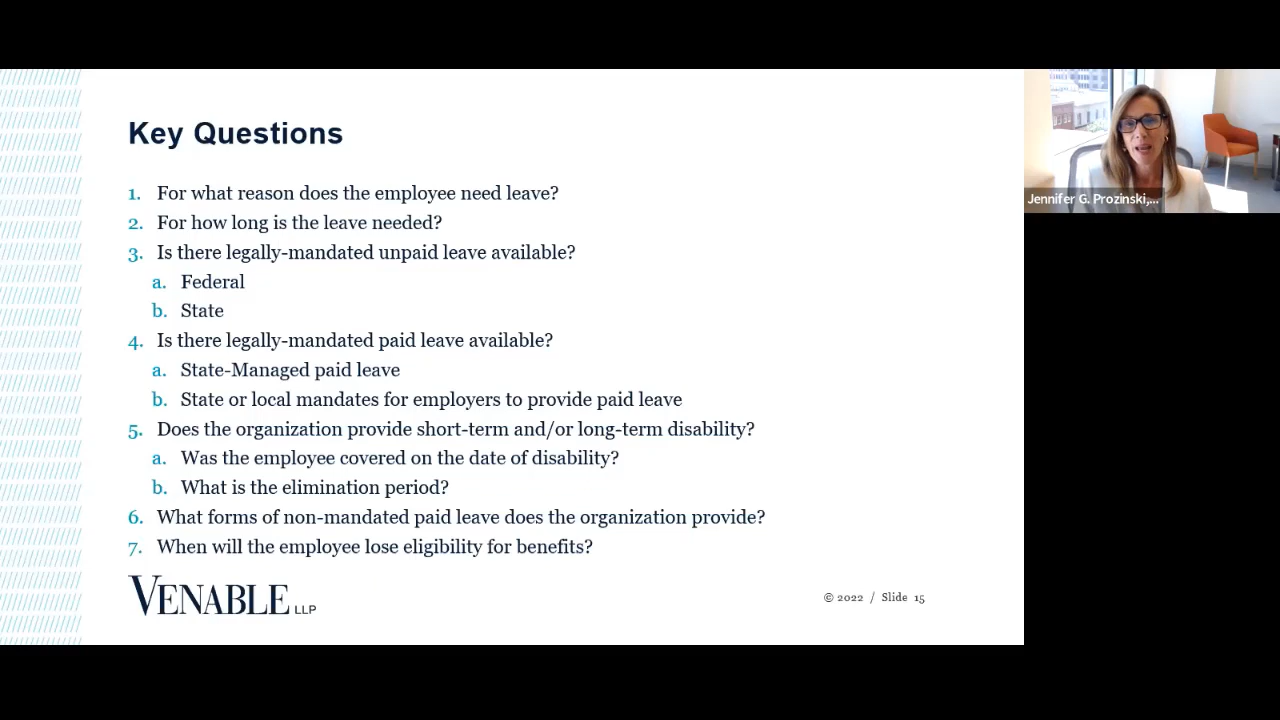 Key Questions
1. For what reason does the employee need leave?
2. For how long is the leave needed?
3. Is there legally-mandated unpaid leave available?
a. Federal
b. State
4. Is there legally-mandated paid leave available?
a. State-Managed paid leave
b. State or local mandates for employers to provide paid leave
5. Does the organization provide short-term and/or long-term disability?
a. Was the employee covered on the date of disability?
b. What is the elimination period?
6. What forms of non-mandated paid leave does the organization provide?
7. When will the employee lose eligibility for benefits?
VENABLE LLP
© 2022 / Slide 15
Jennifer G. Prozinski,...